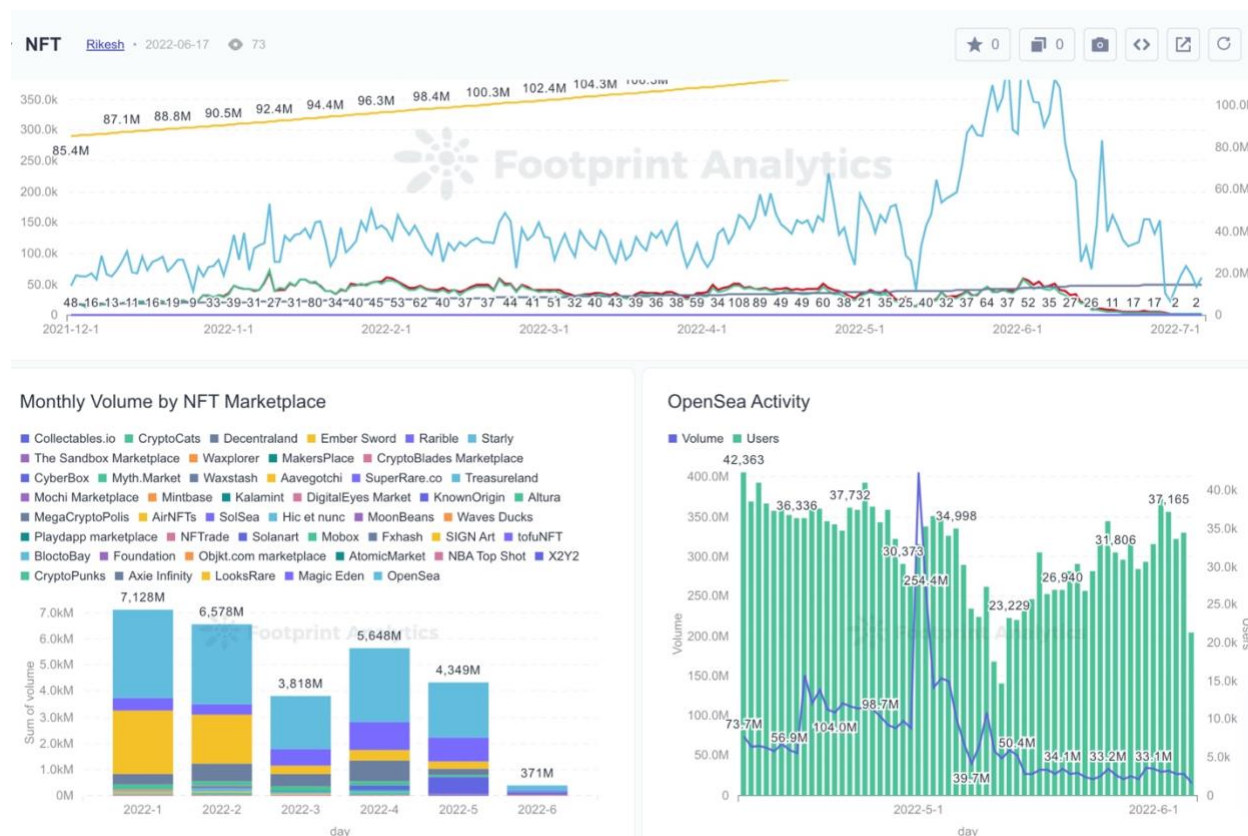 NFT Rikesh • 2022-06-17 73 0 0
350.0k 300.0k 250.0k 200.0k 150.0k 100.0k 50.0k 0
85.4M 87.1M 88.8M 90.5M 92.4M 94.4M 96.3M 98.4M 100.3M 102.4M 104.3M
100.0M 80.0M 60.0M 40.0M 20.0M 0
Footprint Analytics
48 16 13 11 16 19 9 33 39 31 27 31 80 34 40 45 53 62 40 37 37 44 41 51 32 40 43 39 36 38 59 34 108 89 49 49 60 38 21 35 25 40 32 37 64 37 52 35 27 26 11 17 17 2 2
2021-12-1 2022-1-1 2022-2-1 2022-3-1 2022-4-1 2022-5-1 2022-6-1 2022-7-1
Monthly Volume by NFT Marketplace
Collectables.io CryptoCats Decentraland Ember Sword Rarible Starly
The Sandbox Marketplace Waxplorer MakersPlace CryptoBlades Marketplace
CyberBox Myth.Market Waxstash Aavegotchi SuperRare.co Treasureland
Mochi Marketplace Mintbase Kalamint DigitalEyes Market KnownOrigin Altura
MegaCryptoPolis AirNFTs SolSea Hic et nunc MoonBeans Waves Ducks
Playdapp marketplace NFTrade Solanart Mobox Fxhash SIGN Art tofuNFT
BloctoBay Foundation Objkt.com marketplace AtomicMarket NBA Top Shot X2Y2
CryptoPunks Axie Infinity LooksRare Magic Eden OpenSea
7.0kM 6.0kM 5.0kM 4.0kM 3.0kM 2.0kM 1.0kM 0M
Sum of volume
7,128M 6,578M 3,818M 5,648M 4,349M 371M
Footprint Analytics
2022-1 2022-2 2022-3 2022-4 2022-5 2022-6
day
OpenSea Activity
Volume Users
400.0M 350.0M 300.0M 250.0M 200.0M 150.0M 100.0M 50.0M 0
Volume
42,363 36,336 37,732 30,373 34,998 23,229 26,940 31,806 37,165
73.7M 56.9M 104.0M 98.7M 254.4M 39.7M 50.4M 34.1M 33.2M 33.1M
40.0k 35.0k 30.0k 25.0k 20.0k 15.0k 10.0k 5.0k 0
Users
2022-5-1 2022-6-1
day